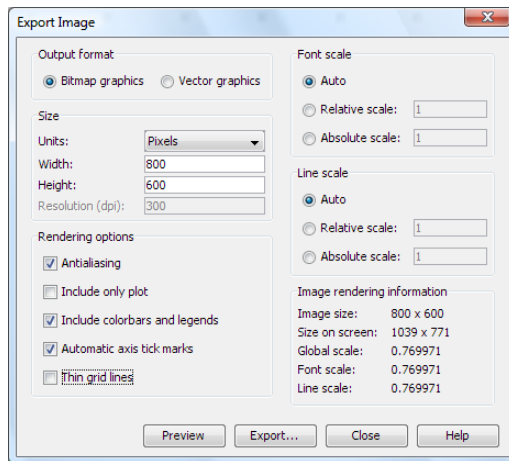 Export Image
Output format
Bitmap graphics
Vector graphics
Size
Units: Pixels
Width: 800
Height: 600
Resolution (dpi): 300
Rendering options
Antialiasing
Include only plot
Include colorbars and legends
Automatic axis tick marks
Thin grid lines
Font scale
Auto
Relative scale: 1
Absolute scale: 1
Line scale
Auto
Relative scale: 1
Absolute scale: 1
Image rendering information
Image size: 800 x 600
Size on screen: 1039 x 771
Global scale: 0.769971
Font scale: 0.769971
Line scale: 0.769971
Preview Export... Close Help